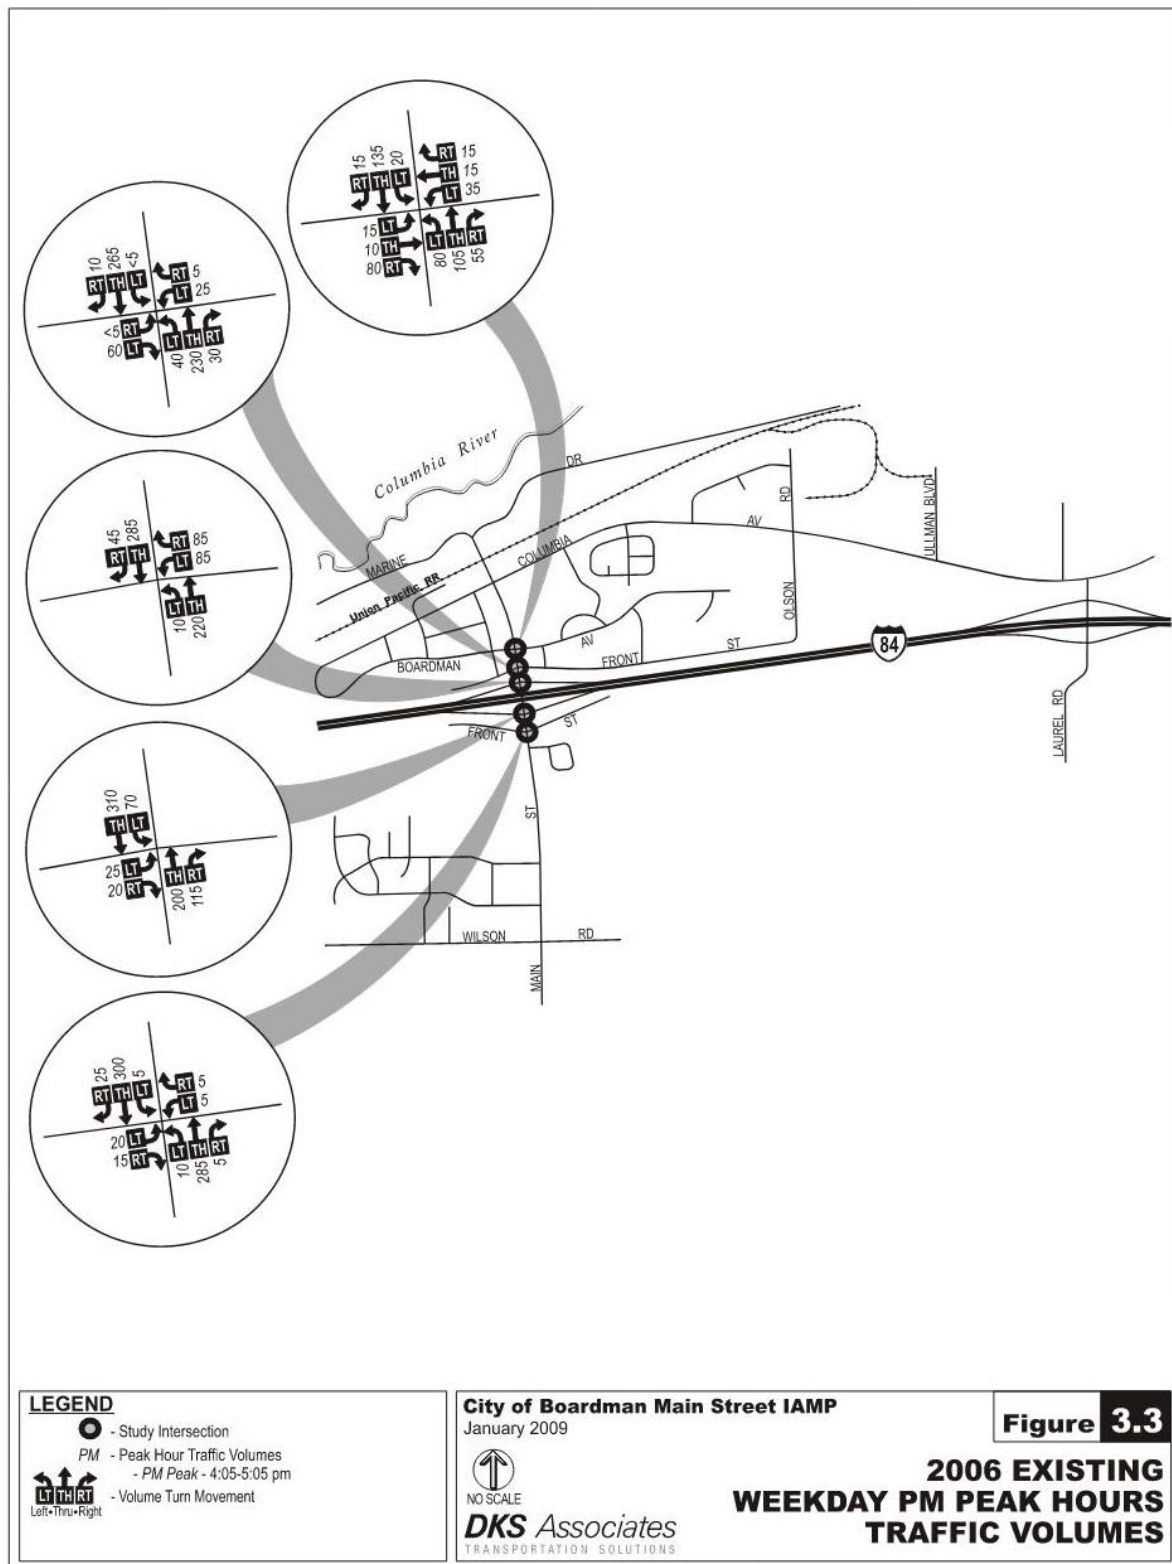 15
135
20
RT TH LT
RT 15
TH 15
LT 35
15 LT
10 TH
80 RT
LT TH RT
80
105
55
10
265
<5
RT TH LT
RT 5
LT 25
<5 RT
60 LT
LT TH RT
40
230
30
45
285
RT TH
RT 85
LT 85
LT TH
10
220
310
70
TH LT
25 LT
20 RT
TH RT
200
115
25
300
5
RT TH LT
RT 5
LT 5
20 LT
15 RT
LT TH RT
10
285
5
Columbia River
DR
MARINE
Union Pacific RR
COLUMBIA
AV
RD
OLSON
ULLMAN BLVD
BOARDMAN
AV
FRONT
ST
84
FRONT
ST
LAUREL RD
ST
WILSON
RD
MAIN
LEGEND
- Study Intersection
PM - Peak Hour Traffic Volumes
- PM Peak - 4:05-5:05 pm
LT TH RT - Volume Turn Movement
Left•Thru•Right
City of Boardman Main Street IAMP
January 2009
NO SCALE
DKS Associates
TRANSPORTATION SOLUTIONS
Figure 3.3
2006 EXISTING
WEEKDAY PM PEAK HOURS
TRAFFIC VOLUMES